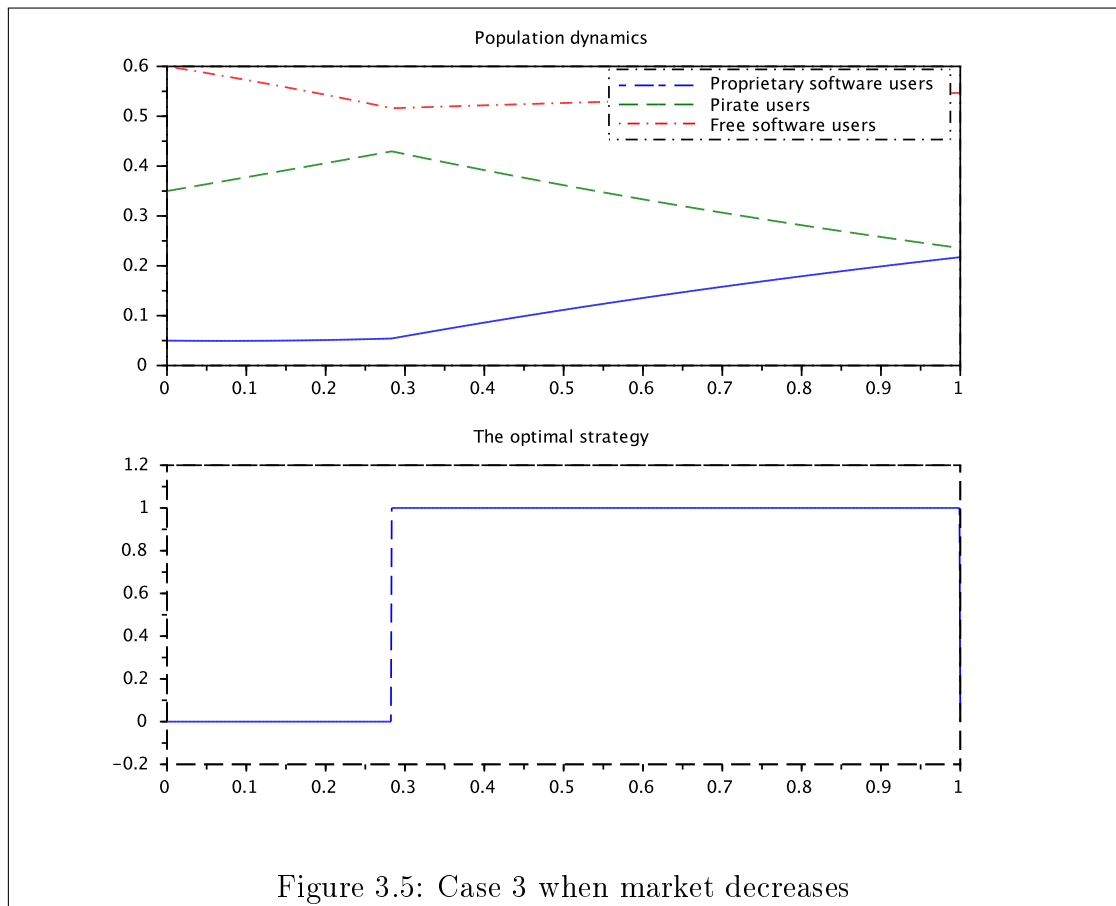 Population dynamics
0.6
Proprietary software users
Pirate users
Free software users
0.5
0.4
0.3
0.2
0.1
0
0 0.1 0.2 0.3 0.4 0.5 0.6 0.7 0.8 0.9 1
The optimal strategy
1.2
1
0.8
0.6
0.4
0.2
0
−0.2
0 0.1 0.2 0.3 0.4 0.5 0.6 0.7 0.8 0.9 1
Figure 3.5: Case 3 when market decreases